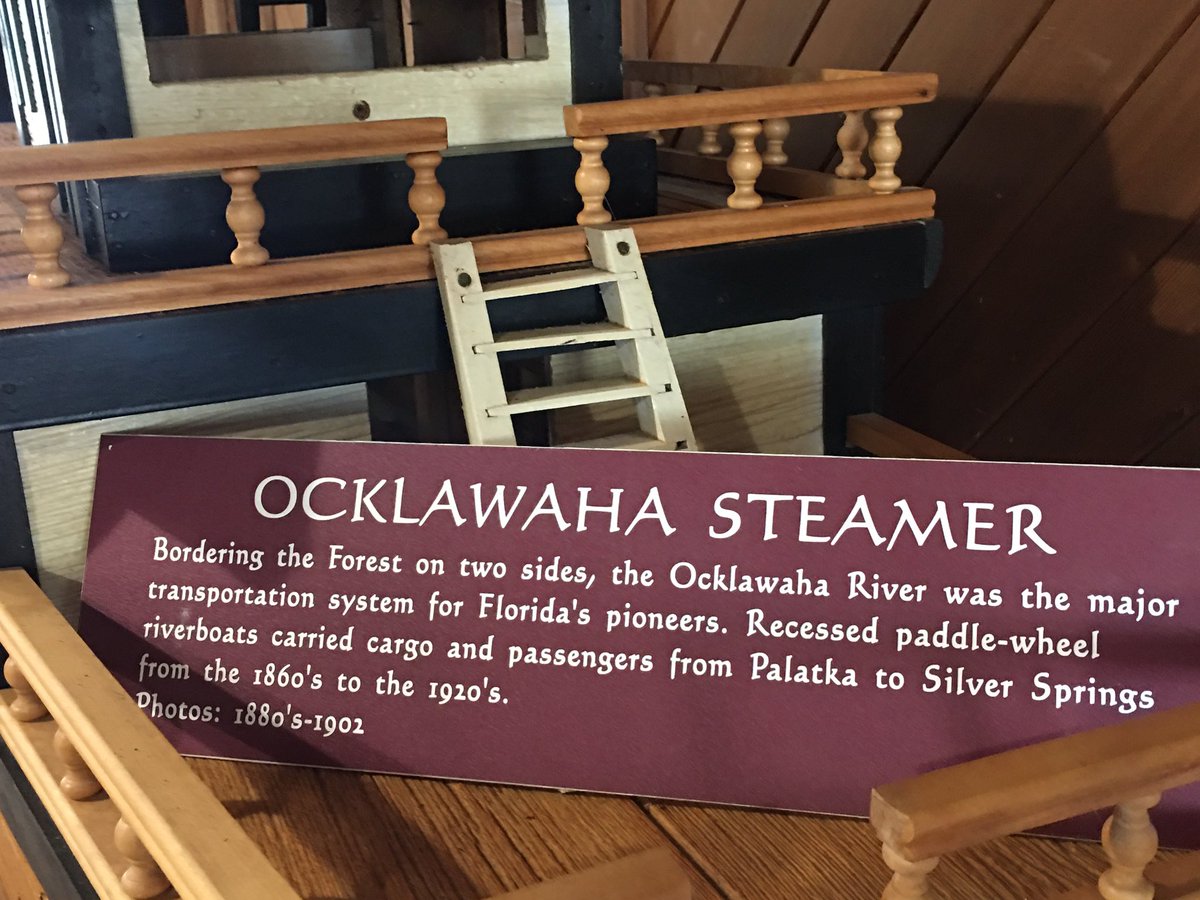 OCKLAWAHA STEAMER
Bordering the Forest on two sides, the Ocklawaha River was the major
transportation system for Florida's pioneers. Recessed paddle-wheel
riverboats carried cargo and passengers from Palatka to Silver Springs
from the 1860's to the 1920's.
Photos: 1880's-1902